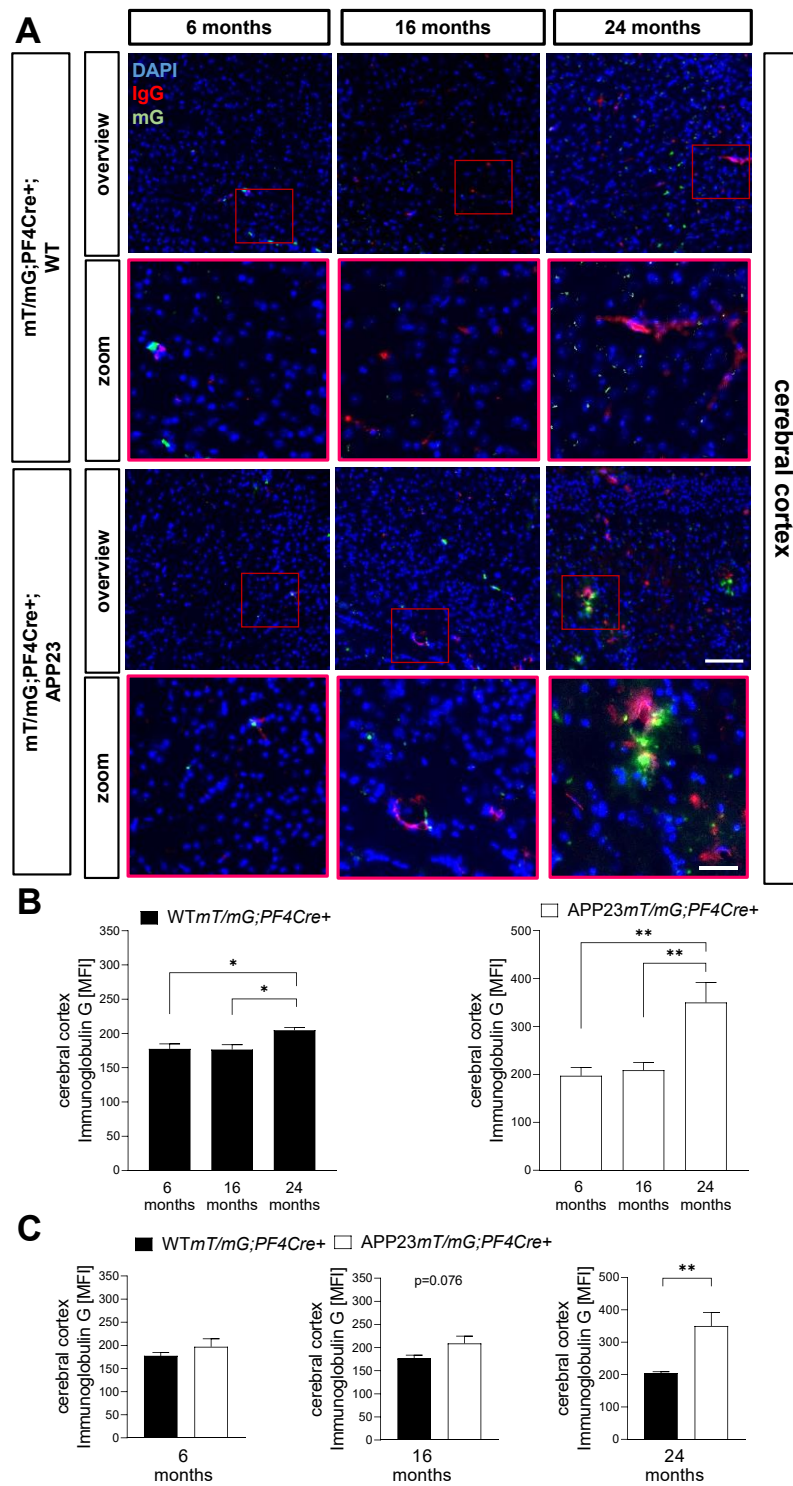 A
6 months
16 months
24 months
mT/mG;PF4Cre+;
WT
overview
DAPI
IgG
mG
zoom
mT/mG;PF4Cre+;
APP23
overview
zoom
cerebral cortex
B
WTmT/mG;PF4Cre+
cerebral cortex
Immunoglobulin G [MFI]
350
300
250
200
150
100
50
0
*
*
6
months
16
months
24
months
APP23mT/mG;PF4Cre+
cerebral cortex
Immunoglobulin G [MFI]
500
400
300
200
100
0
**
**
6
months
16
months
24
months
C
WTmT/mG;PF4Cre+
APP23mT/mG;PF4Cre+
cerebral cortex
Immunoglobulin G [MFI]
350
300
250
200
150
100
50
0
6
months
cerebral cortex
Immunoglobulin G [MFI]
350
300
250
200
150
100
50
0
p=0.076
16
months
cerebral cortex
Immunoglobulin G [MFI]
500
400
300
200
100
0
**
24
months